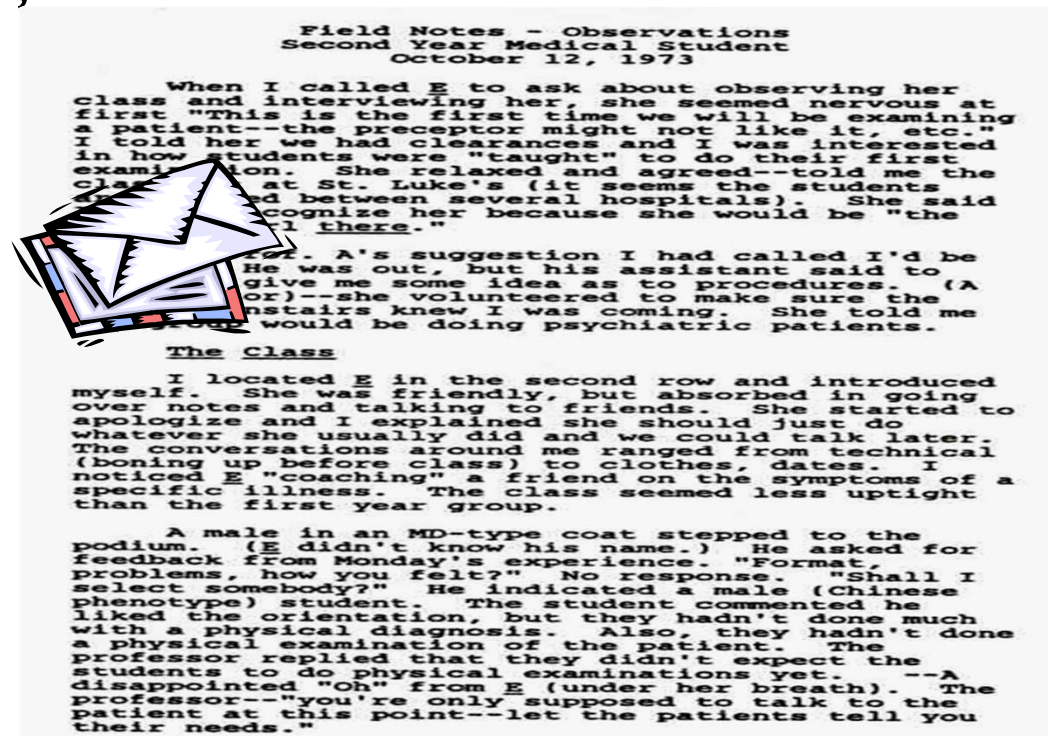 Field Notes - Observations
Second Year Medical Student
October 12, 1973
When I called E to ask about observing her
class and interviewing her, she seemed nervous at
first "This is the first time we will be examining
a patient--the preceptor might not like it, etc."
I told her we had clearances and I was interested
in how students were "taught" to do their first
She relaxed and agreed--told me the
at St. Luke's (it seems the students
between several hospitals). She said
her because she would be "the
there."
A's suggestion I had called I'd be
He was out, but his assistant said to
give me some idea as to procedures. (A
she volunteered to make sure the
knew I was coming. She told me
group would be doing psychiatric patients.
The Class
I located E in the second row and introduced
myself. She was friendly, but absorbed in going
over notes and talking to friends. She started to
apologize and I explained she should just do
whatever she usually did and we could talk later.
The conversations around me ranged from technical
(boning up before class) to clothes, dates. I
noticed E "coaching" a friend on the symptoms of a
specific illness. The class seemed less uptight
than the first year group.
A male in an MD-type coat stepped to the
podium. (E didn't know his name.) He asked for
feedback from Monday's experience. "Format,
problems, how you felt?" No response. "Shall I
select somebody?" He indicated a male (Chinese
phenotype) student. The student commented he
liked the orientation, but they hadn't done much
with a physical diagnosis. Also, they hadn't done
a physical examination of the patient. The
professor replied that they didn't expect the
students to do physical examinations yet. --A
disappointed "Oh" from E (under her breath). The
professor--"you're only supposed to talk to the
patient at this point--let the patients tell you
their needs."